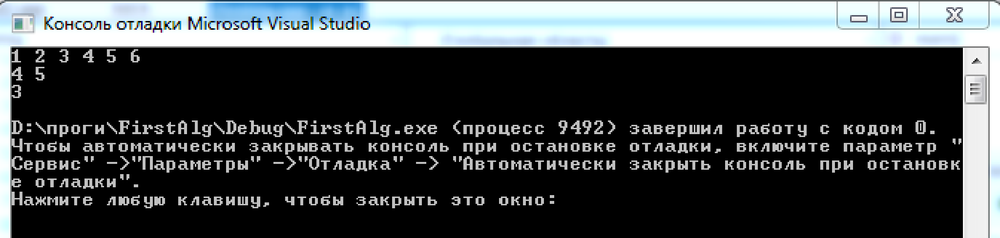 Консоль отладки Microsoft Visual Studio
1 2 3 4 5 6
4 5
3
D:\проги\FirstAlg\Debug\FirstAlg.exe (процесс 9492) завершил работу с кодом 0.
Чтобы автоматически закрывать консоль при остановке отладки, включите параметр "
Сервис" ->"Параметры" ->"Отладка" -> "Автоматически закрыть консоль при остановк
е отладки".
Нажмите любую клавишу, чтобы закрыть это окно: